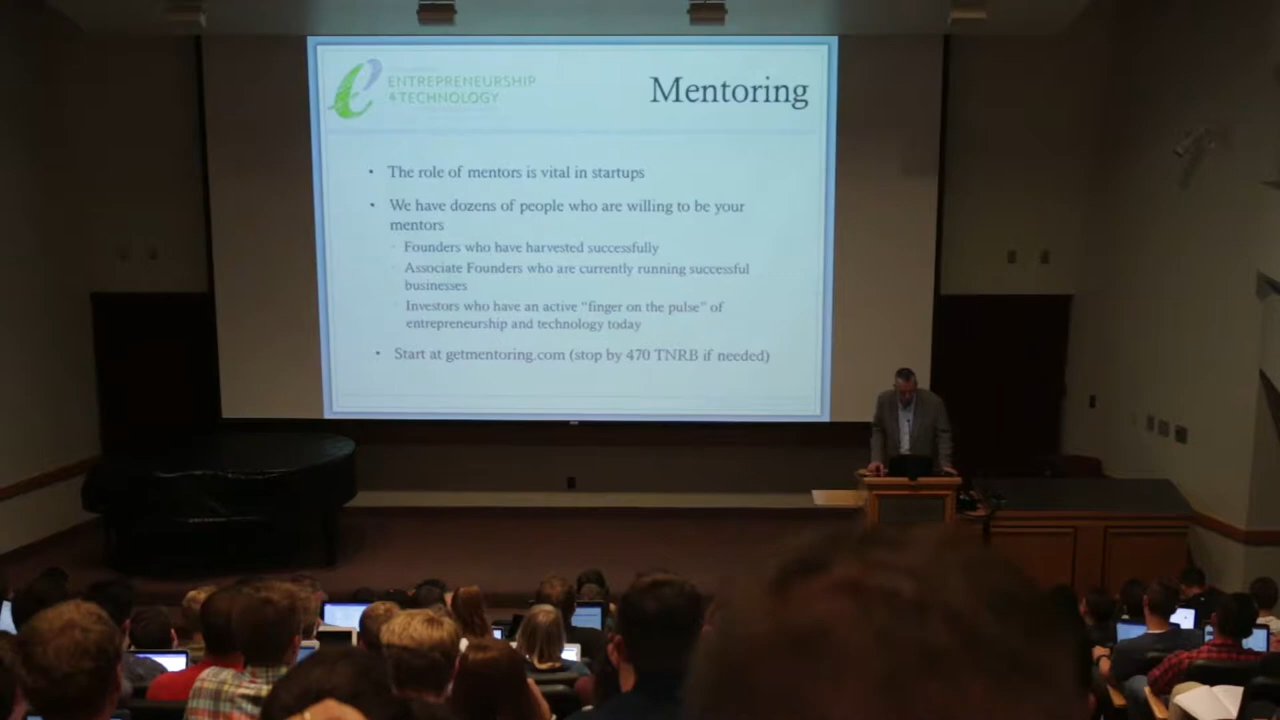 ENTREPRENEURSHIP
& TECHNOLOGY
Mentoring
• The role of mentors is vital in startups
• We have dozens of people who are willing to be your
mentors
- Founders who have harvested successfully
- Associate Founders who are currently running successful
businesses
- Investors who have an active “finger on the pulse” of
entrepreneurship and technology today
• Start at getmentoring.com (stop by 470 TNRB if needed)